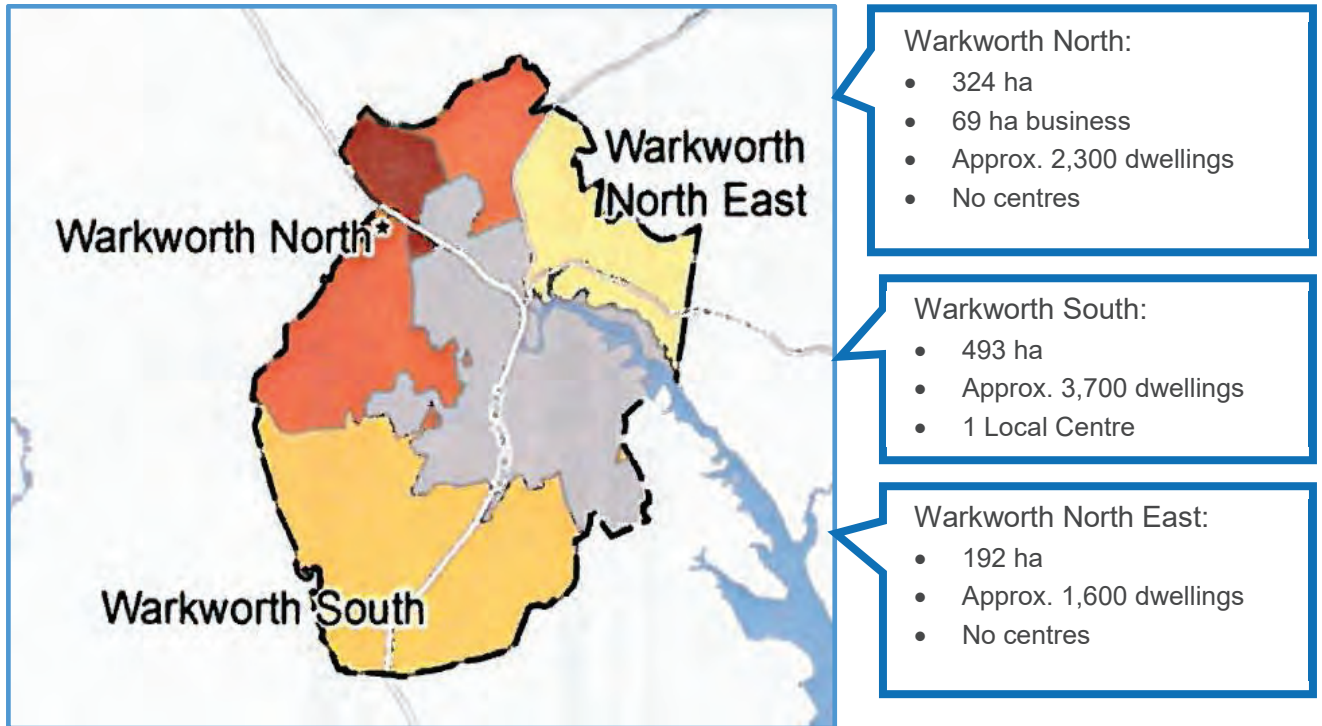 Warkworth
North East
Warkworth North*
Warkworth South
Warkworth North:
• 324 ha
• 69 ha business
• Approx. 2,300 dwellings
• No centres
Warkworth South:
• 493 ha
• Approx. 3,700 dwellings
• 1 Local Centre
Warkworth North East:
• 192 ha
• Approx. 1,600 dwellings
• No centres